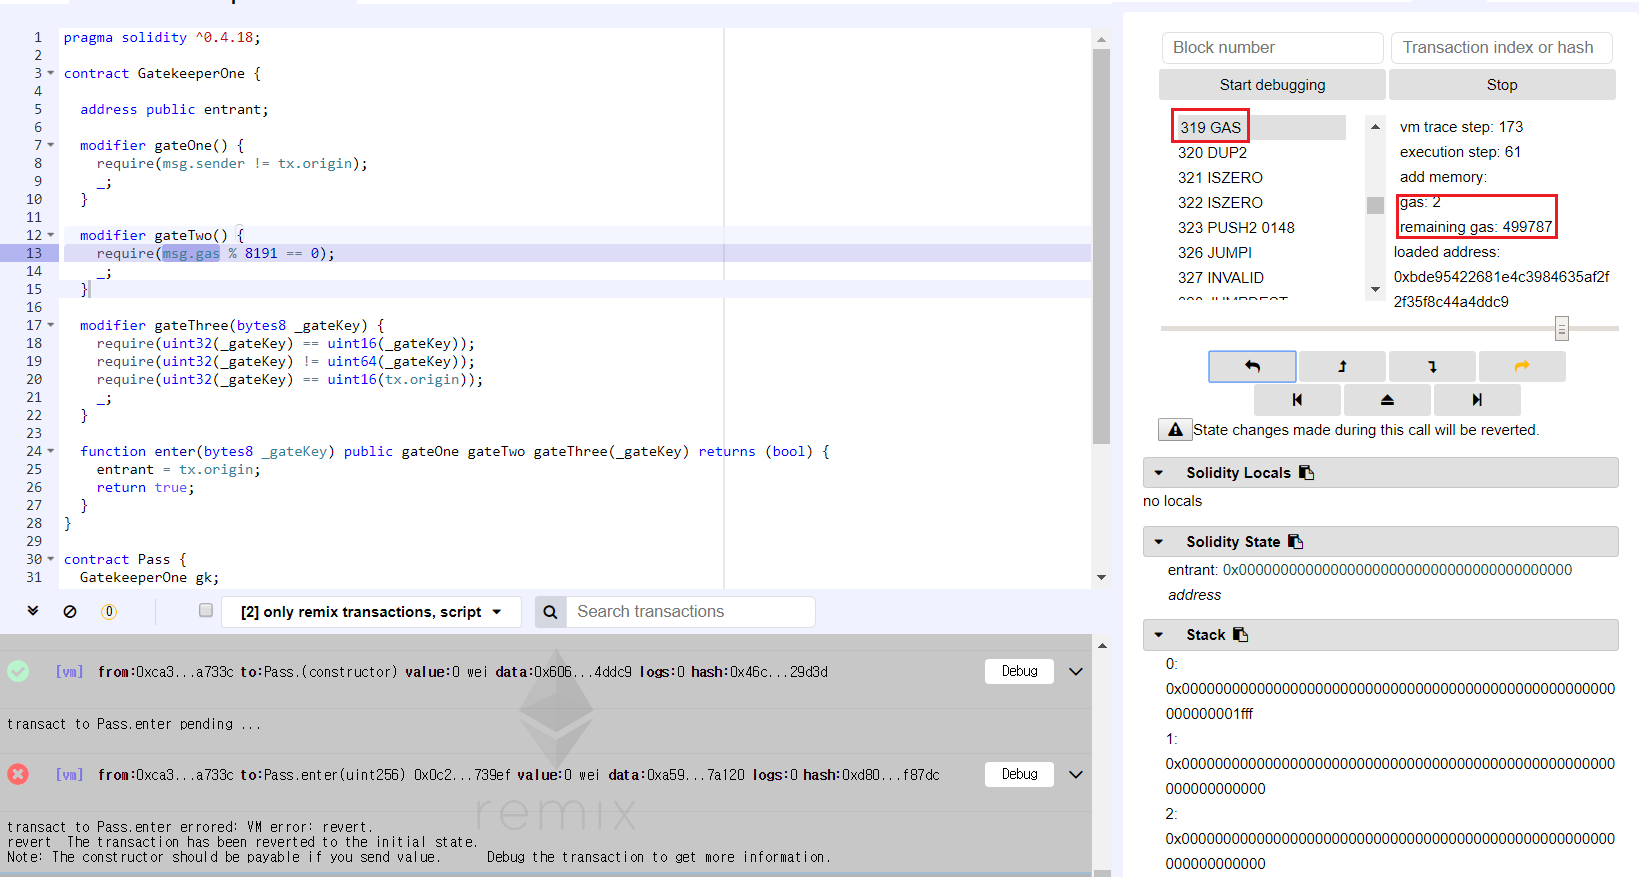 1 pragma solidity ^0.4.18;
2
3 contract GatekeeperOne {
4
5 address public entrant;
6
7 modifier gateOne() {
8 require(msg.sender != tx.origin);
9 _;
10 }
11
12 modifier gateTwo() {
13 require(msg.gas % 8191 == 0);
14 _;
15 }
16
17 modifier gateThree(bytes8 _gateKey) {
18 require(uint32(_gateKey) == uint16(_gateKey));
19 require(uint32(_gateKey) != uint64(_gateKey));
20 require(uint32(_gateKey) == uint16(tx.origin));
21 _;
22 }
23
24 function enter(bytes8 _gateKey) public gateOne gateTwo gateThree(_gateKey) returns (bool) {
25 entrant = tx.origin;
26 return true;
27 }
28 }
29
30 contract Pass {
31 GatekeeperOne gk;
0 [2] only remix transactions, script Search transactions
[vm] from:0xca3...a733c to:Pass.(constructor) value:0 wei data:0x606...4ddc9 logs:0 hash:0x46c...29d3d Debug
transact to Pass.enter pending ...
[vm] from:0xca3...a733c to:Pass.enter(uint256) 0x0c2...739ef value:0 wei data:0xa59...7a120 logs:0 hash:0xd80...f87dc Debug
remix
transact to Pass.enter errored: VM error: revert.
revert The transaction has been reverted to the initial state.
Note: The constructor should be payable if you send value. Debug the transaction to get more information.
Block number Transaction index or hash
Start debugging Stop
319 GAS
320 DUP2
321 ISZERO
322 ISZERO
323 PUSH2 0148
326 JUMPI
327 INVALID
vm trace step: 173
execution step: 61
add memory:
gas: 2
remaining gas: 499787
loaded address:
0xbde95422681e4c3984635af2f
2f35f8c44a4ddc9
State changes made during this call will be reverted.
Solidity Locals
no locals
Solidity State
entrant: 0x0000000000000000000000000000000000000000
address
Stack
0:
0x0000000000000000000000000000000000000000000000000000
000000001fff
1:
0x0000000000000000000000000000000000000000000000000000
000000000000
2:
0x0000000000000000000000000000000000000000000000000000
000000000000